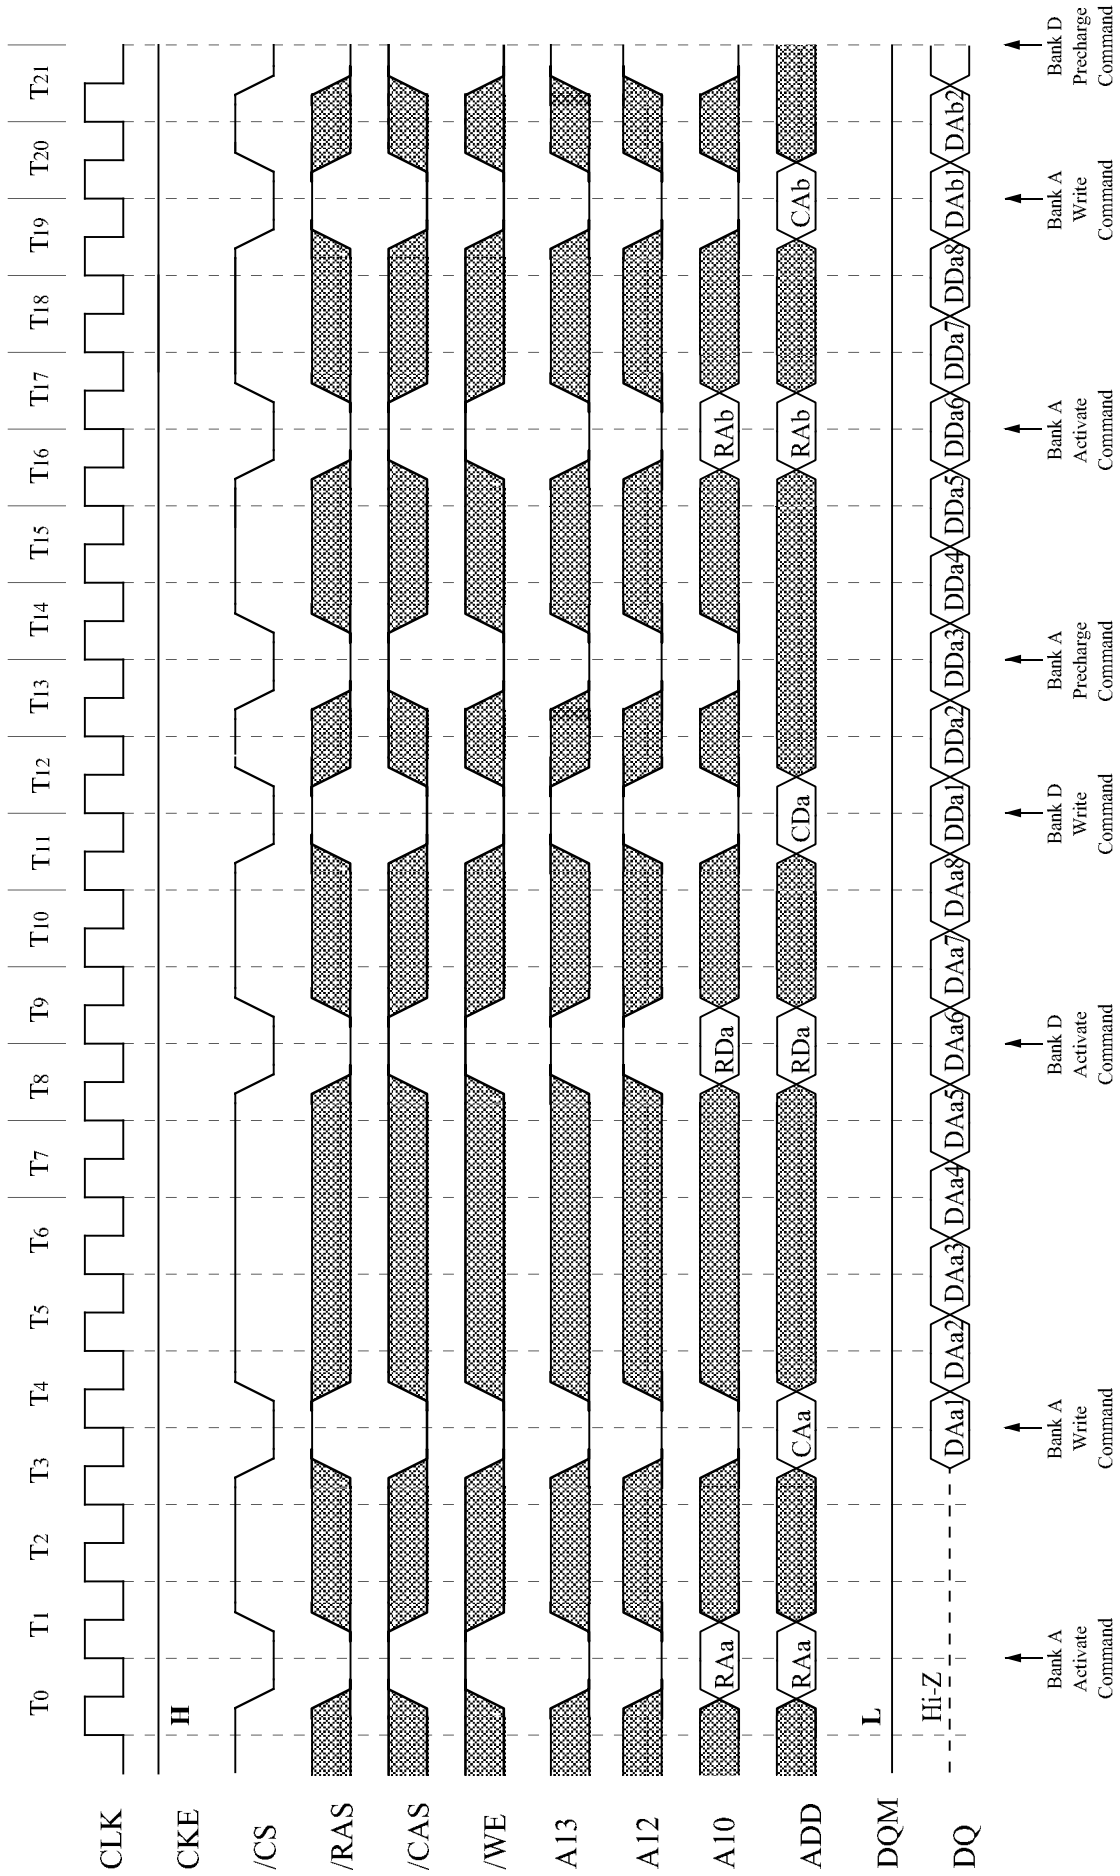 T0 T1 T2 T3 T4 T5 T6 T7 T8 T9 T10 T11 T12 T13 T14 T15 T16 T17 T18 T19 T20 T21
CLK
CKE H
/CS
/RAS
/CAS
/WE
A13
A12
A10 RAa RDa RAb
ADD RAa CAa RDa CDa RAb CAb
DQM L
DQ Hi-Z DAa1 DAa2 DAa3 DAa4 DAa5 DAa6 DAa7 DAa8 DDa1 DDa2 DDa3 DDa4 DDa5 DDa6 DDa7 DDa8 DAb1 DAb2
Bank A
Activate
Command
Bank A
Write
Command
Bank D
Activate
Command
Bank D
Write
Command
Bank A
Precharge
Command
Bank A
Activate
Command
Bank A
Write
Command
Bank D
Precharge
Command